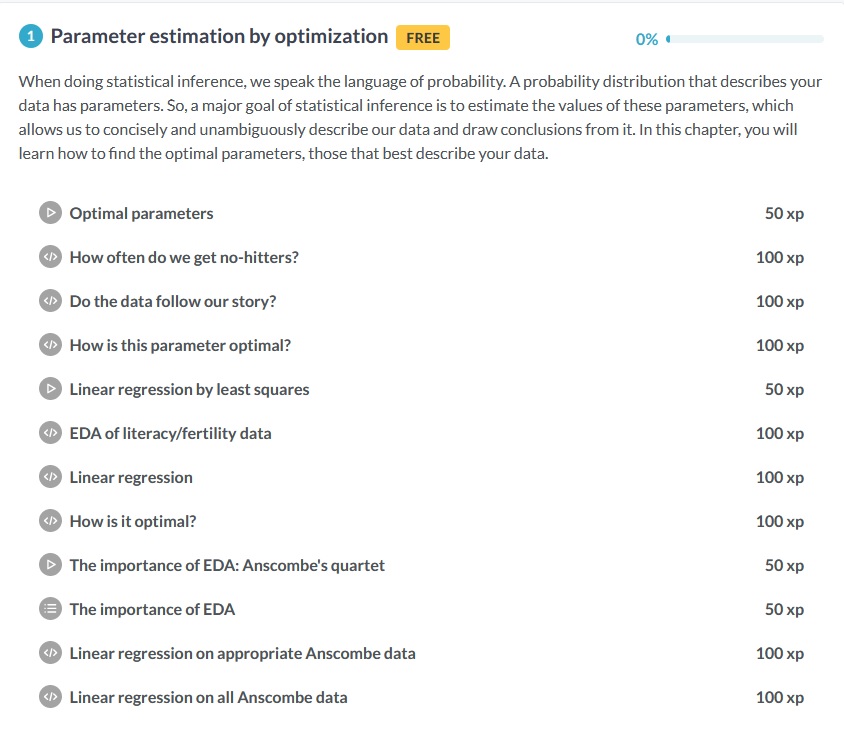 1 Parameter estimation by optimization FREE 0%
When doing statistical inference, we speak the language of probability. A probability distribution that describes your
data has parameters. So, a major goal of statistical inference is to estimate the values of these parameters, which
allows us to concisely and unambiguously describe our data and draw conclusions from it. In this chapter, you will
learn how to find the optimal parameters, those that best describe your data.
Optimal parameters 50 xp
How often do we get no-hitters? 100 xp
Do the data follow our story? 100 xp
How is this parameter optimal? 100 xp
Linear regression by least squares 50 xp
EDA of literacy/fertility data 100 xp
Linear regression 100 xp
How is it optimal? 100 xp
The importance of EDA: Anscombe's quartet 50 xp
The importance of EDA 50 xp
Linear regression on appropriate Anscombe data 100 xp
Linear regression on all Anscombe data 100 xp